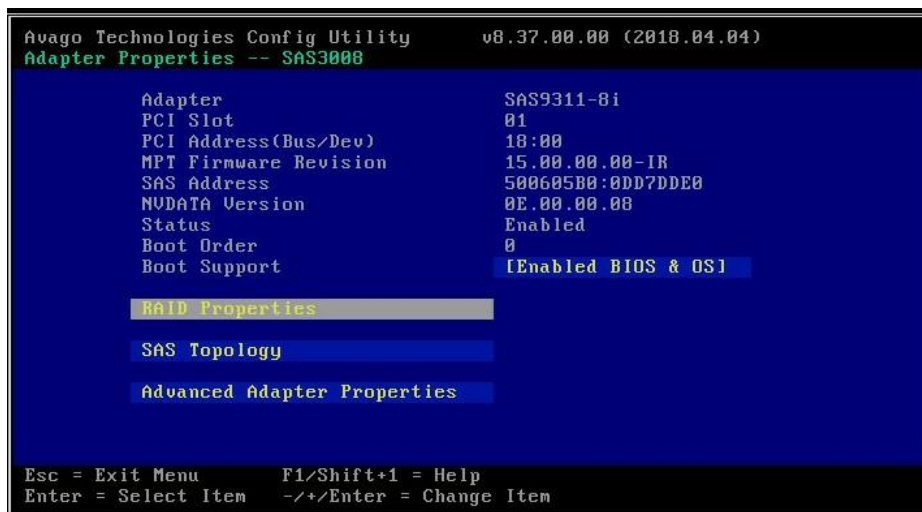 Avago Technologies Config Utility v8.37.00.00 (2018.04.04)
Adapter Properties -- SAS3008
Adapter SAS9311-8i
PCI Slot 01
PCI Address(Bus/Dev) 18:00
MPT Firmware Revision 15.00.00.00-IR
SAS Address 500605B0:0DD7DDE0
NVDATA Version 0E.00.00.08
Status Enabled
Boot Order 0
Boot Support [Enabled BIOS & OS]
RAID Properties
SAS Topology
Advanced Adapter Properties
Esc = Exit Menu F1/Shift+1 = Help
Enter = Select Item -/+/Enter = Change Item